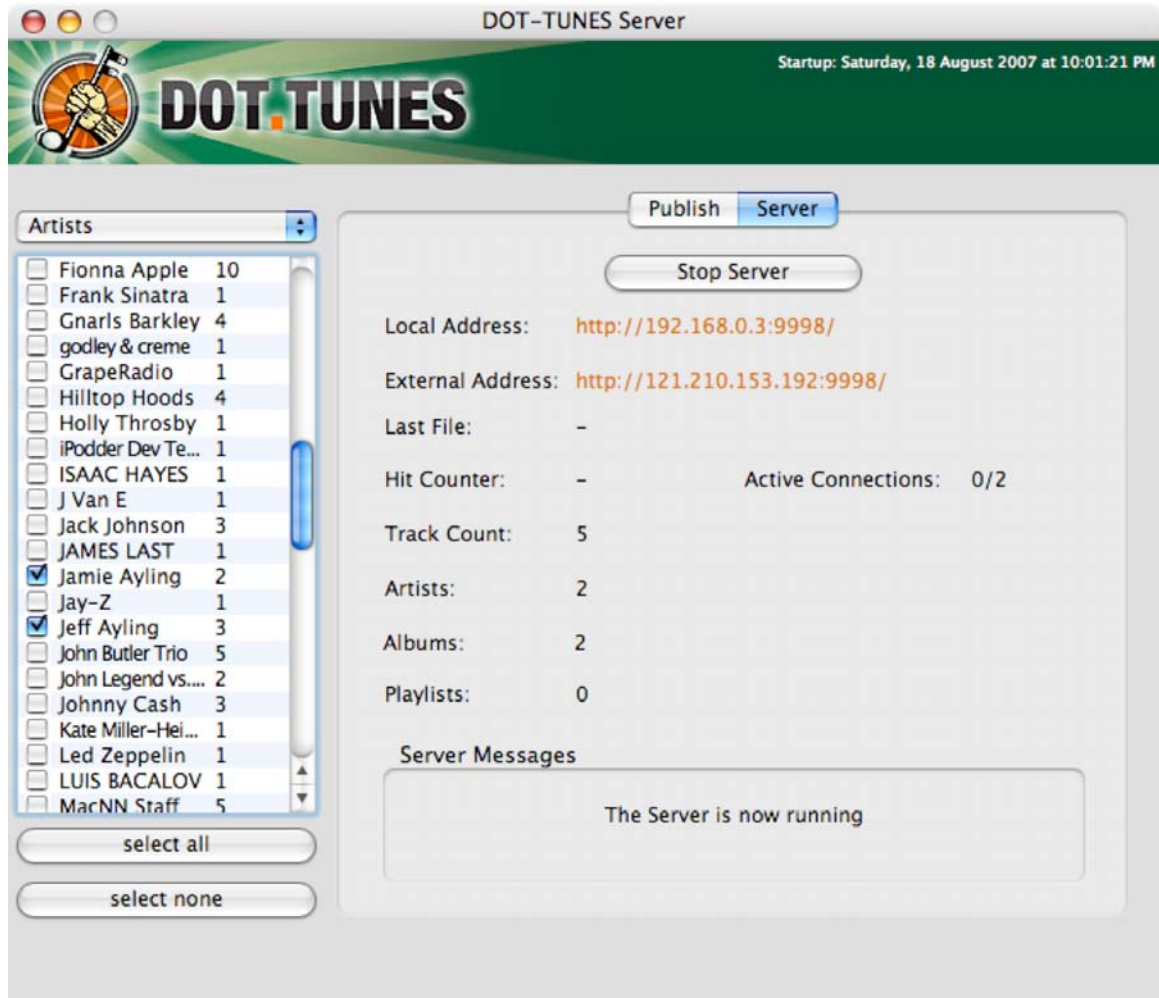 DOT-TUNES Server
Startup: Saturday, 18 August 2007 at 10:01:21 PM
DOT.TUNES
Artists
Fionna Apple 10
Frank Sinatra 1
Gnarls Barkley 4
godley & creme 1
GrapeRadio 1
Hilltop Hoods 4
Holly Throsby 1
iPodder Dev Te... 1
ISAAC HAYES 1
J Van E 1
Jack Johnson 3
JAMES LAST 1
Jamie Ayling 2
Jay-Z 1
Jeff Ayling 3
John Butler Trio 5
John Legend vs.... 2
Johnny Cash 3
Kate Miller-Hei... 1
Led Zeppelin 1
LUIS BACALOV 1
MacNN Staff 5
select all
select none
Publish Server
Stop Server
Local Address: http://192.168.0.3:9998/
External Address: http://121.210.153.192:9998/
Last File: -
Hit Counter: - Active Connections: 0/2
Track Count: 5
Artists: 2
Albums: 2
Playlists: 0
Server Messages
The Server is now running